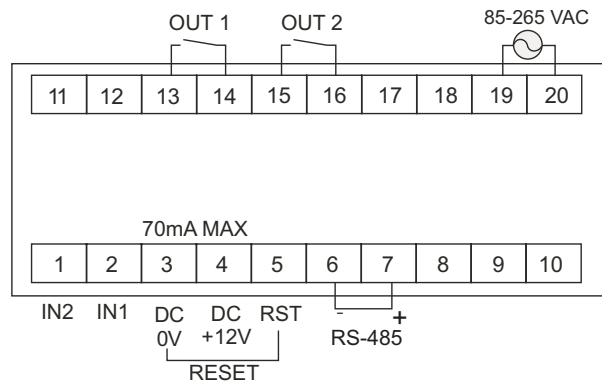 OUT 1 OUT 2 85-265 VAC
11 12 13 14 15 16 17 18 19 20
70mA MAX
1 2 3 4 5 6 7 8 9 10
IN2 IN1 DC 0V DC +12V RST - +
RS-485
RESET